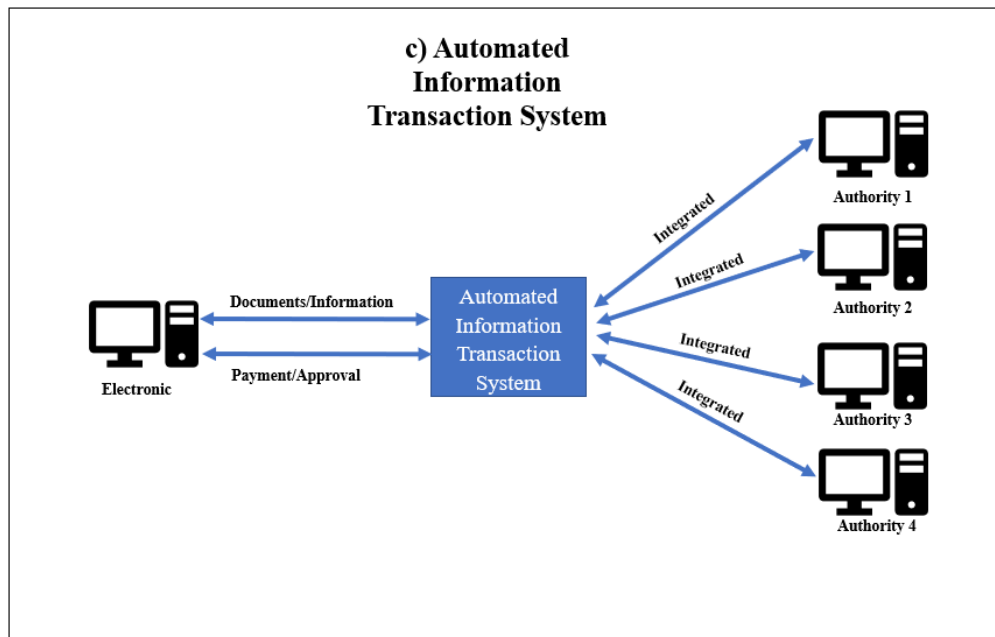 c) Automated
Information
Transaction System
Authority 1
Integrated
Authority 2
Integrated
Documents/Information
Automated
Information
Transaction
System
Payment/Approval
Electronic
Integrated
Authority 3
Integrated
Authority 4